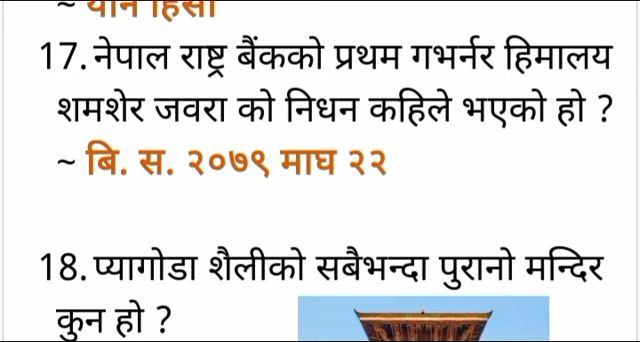 ~ यौन हिंसा
17. नेपाल राष्ट्र बैंकको प्रथम गभर्नर हिमालय
शमशेर जवरा को निधन कहिले भएको हो ?
~ बि. स. २०७९ माघ २२
18. प्यागोडा शैलीको सबैभन्दा पुरानो मन्दिर
कुन हो ?